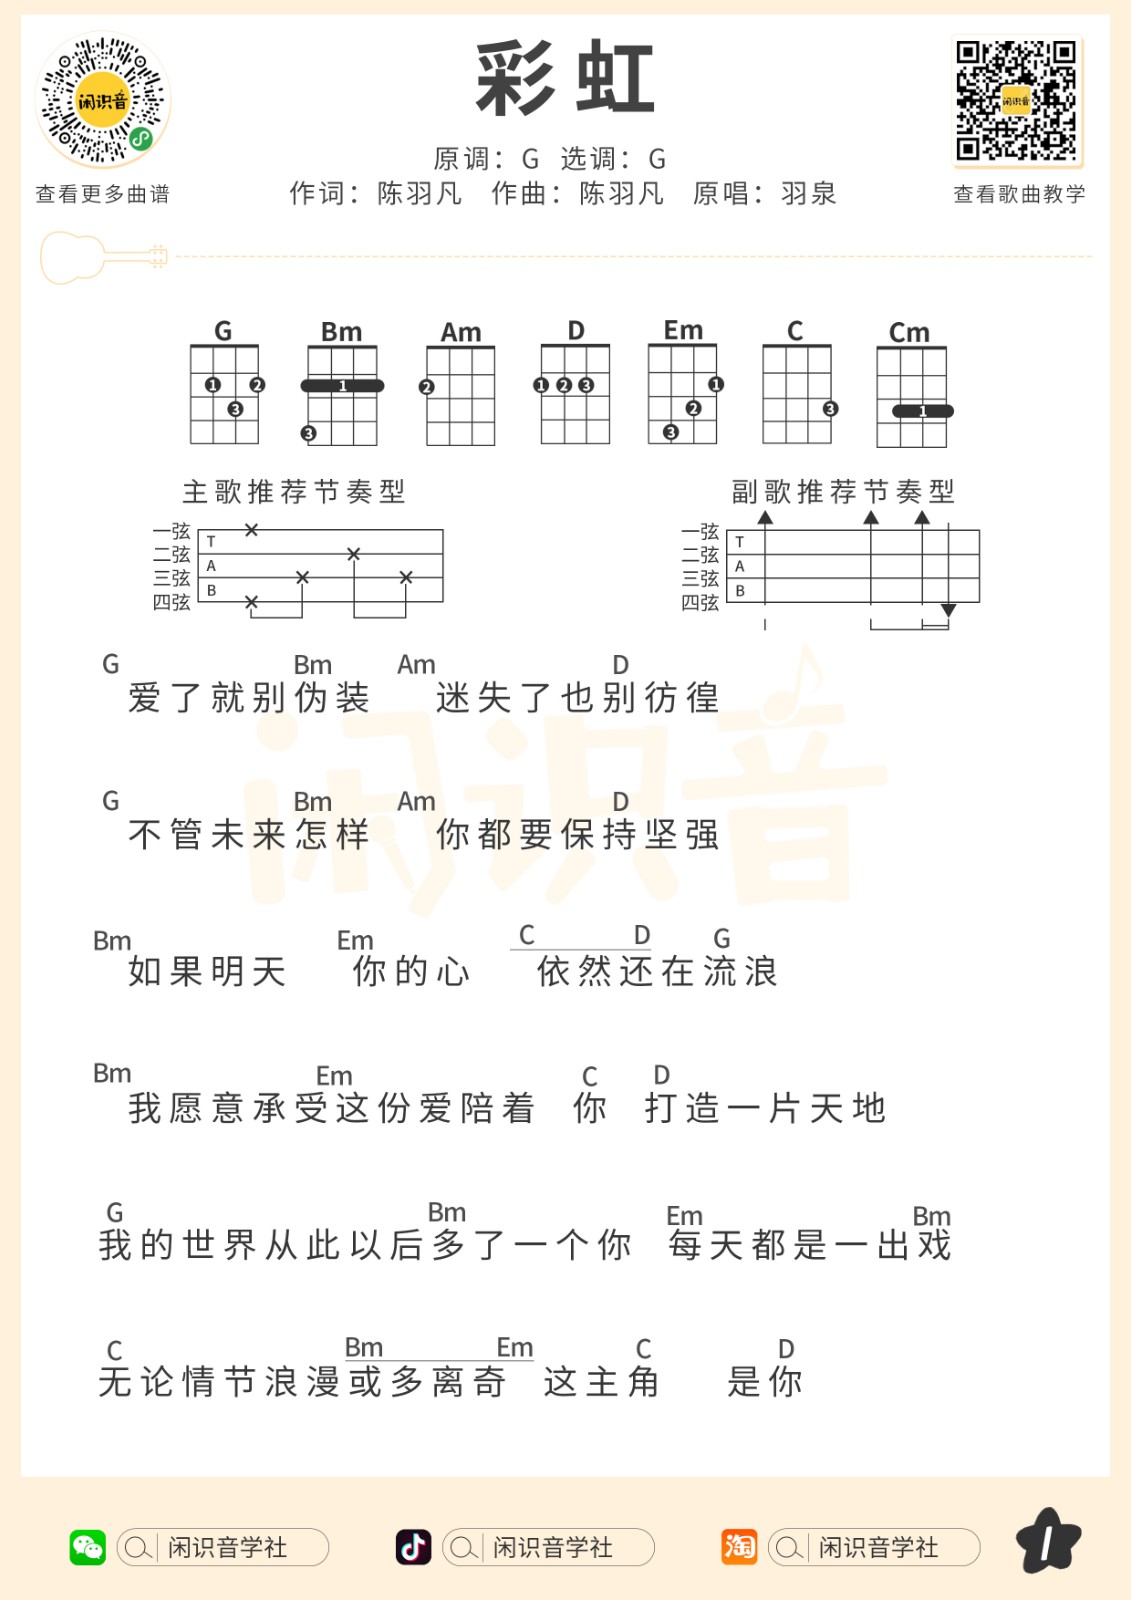 彩虹
原调：G 选调：G
作词：陈羽凡 作曲：陈羽凡 原唱：羽泉
闲识音
查看更多曲谱
闲识音
查看歌曲教学
G Bm Am D Em C Cm
1 2 3
1 3
2
1 2 3
1 2 3
3
1
主歌推荐节奏型
一弦
二弦
三弦
四弦
T
A
B
副歌推荐节奏型
一弦
二弦
三弦
四弦
T
A
B
G Bm Am D
爱了就别伪装 迷失了也别彷徨
G Bm Am D
不管未来怎样 你都要保持坚强
Bm Em C D G
如果明天 你的心 依然还在流浪
Bm Em C D
我愿意承受这份爱陪着 你 打造一片天地
G Bm Em Bm
我的世界从此以后多了一个你 每天都是一出戏
C Bm Em C D
无论情节浪漫或多离奇 这主角 是你
闲识音
闲识音学社
闲识音学社
淘 闲识音学社
1